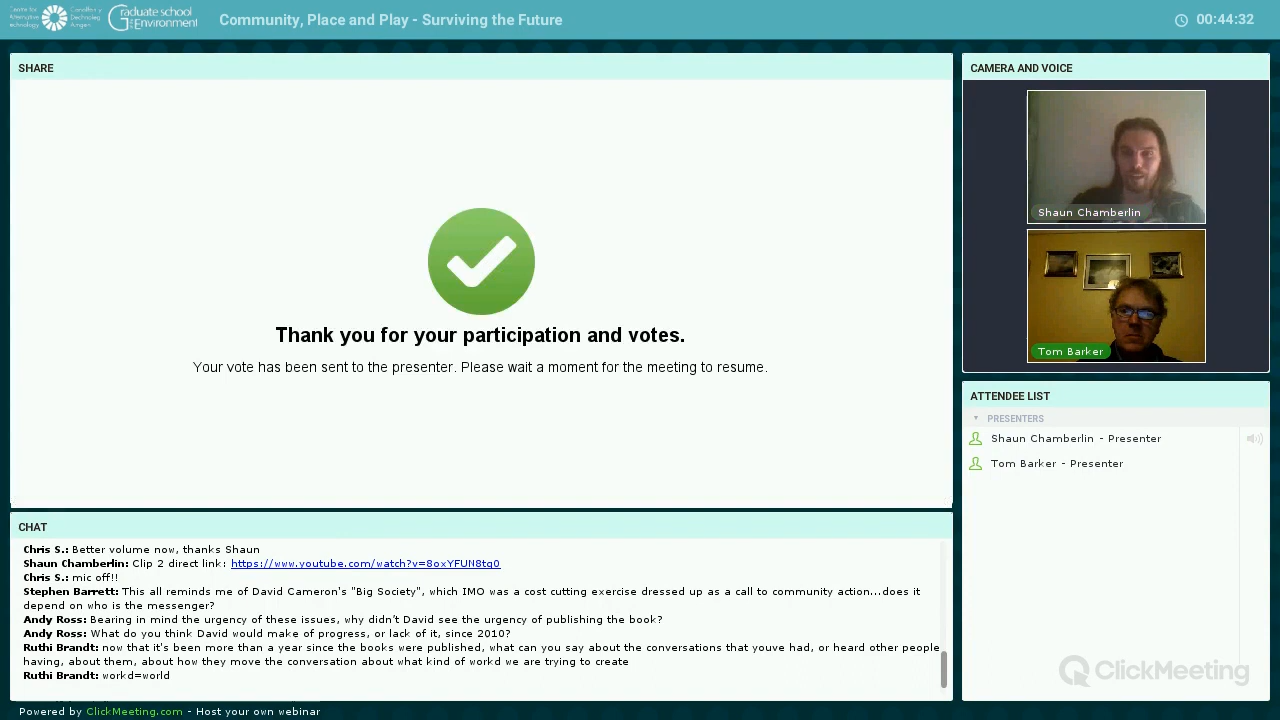 Centre for Alternative Technology
Canolfan y Dechnoleg Amgen
Graduate school of the Environment
Community, Place and Play - Surviving the Future
00:44:32
SHARE
CAMERA AND VOICE
Shaun Chamberlin
Tom Barker
Thank you for your participation and votes.
Your vote has been sent to the presenter. Please wait a moment for the meeting to resume.
ATTENDEE LIST
PRESENTERS
Shaun Chamberlin - Presenter
Tom Barker - Presenter
CHAT
Chris S.: Better volume now, thanks Shaun
Shaun Chamberlin: Clip 2 direct link: https://www.youtube.com/watch?v=8oxYFUN8tq0
Chris S.: mic off!!
Stephen Barrett: This all reminds me of David Cameron's "Big Society", which IMO was a cost cutting exercise dressed up as a call to community action...does it
depend on who is the messenger?
Andy Ross: Bearing in mind the urgency of these issues, why didn't David see the urgency of publishing the book?
Andy Ross: What do you think David would make of progress, or lack of it, since 2010?
Ruthi Brandt: now that it's been more than a year since the books were published, what can you say about the conversations that youve had, or heard other people
having, about them, about how they move the conversation about what kind of workd we are trying to create
Ruthi Brandt: workd=world
ClickMeeting
Powered by ClickMeeting.com - Host your own webinar